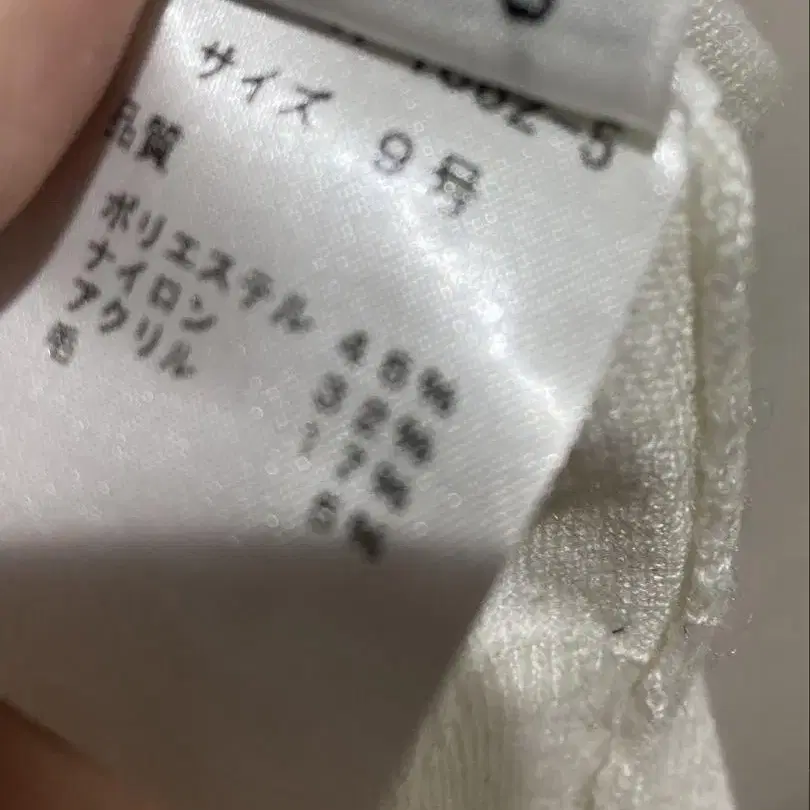 サイズ 9号
品質
ポリエステル 46%
ナイロン 32%
アクリル 17%
毛 5%